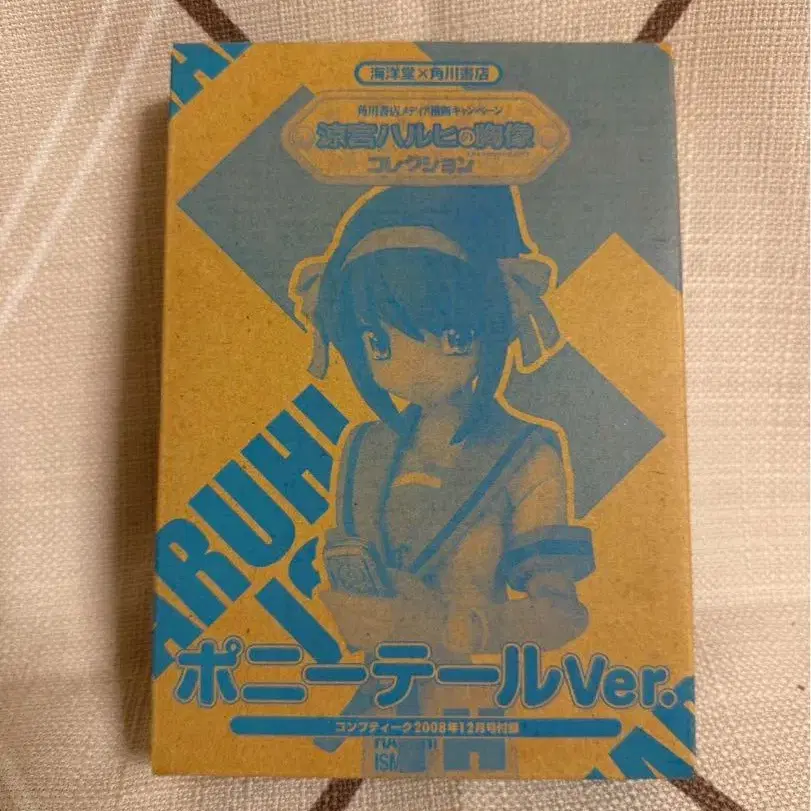 海洋堂×角川書店
角川書店メディア横断キャンペーン
涼宮ハルヒの胸像
コレクション
ARUHI
IS
ポニーテールVer.
コンプティーク2008年12月号付録
HARUHI
ISM